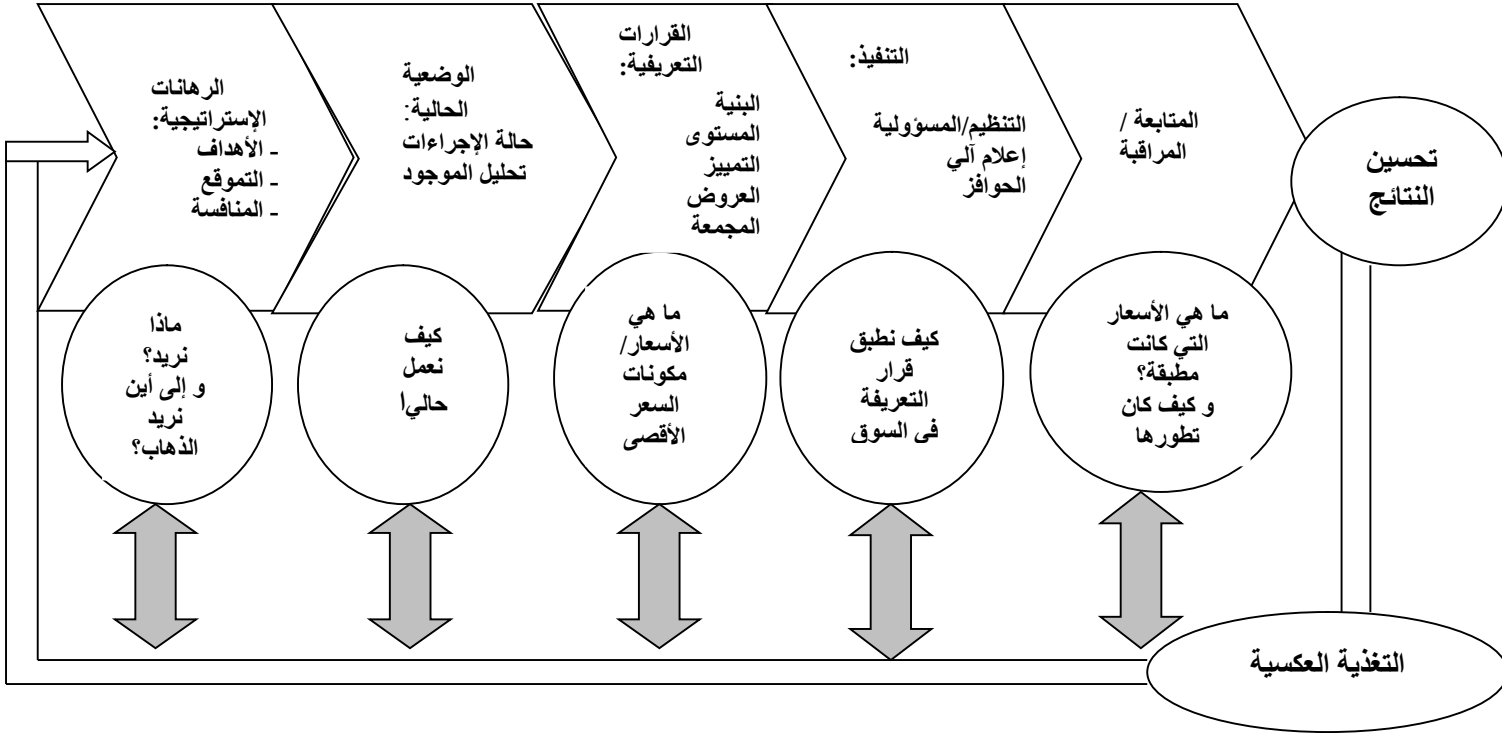 الرهانات
الإستراتيجية:
- الأهداف
- التموقع
- المنافسة
الوضعية
الحالية:
حالة الإجراءات
تحليل الموجود
القرارات
التعريفية:
البنية
المستوى
التمييز
العروض
المجمعة
التنفيذ:
التنظيم/المسؤولية
إعلام آلي
الحوافز
المتابعة /
المراقبة
تحسين
النتائج
ماذا
نريد؟
و إلى أين
نريد
الذهاب؟
كيف
نعمل
حاليا
ما هي
الأسعار/
مكونات
السعر
الأقصى
كيف نطبق
قرار
التعريفة
في السوق
ما هي الأسعار
التي كانت
مطبقة؟
و كيف كان
تطورها
التغذية العكسية